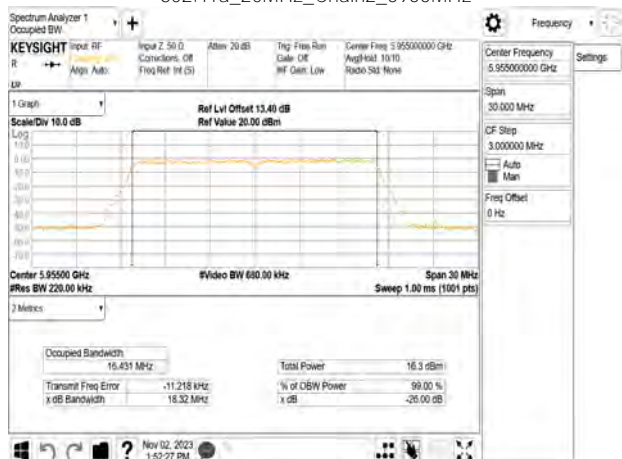 Spectrum Analyzer 1
Occupied BW
KEYSIGHT
R
Input: RF
Align: Auto
Input Z: 50 Ω
Corrections: Off
Freq Ref: Int (S)
Atten: 20 dB
Trig: Free Run
Gate: Off
#IF Gain: Low
Center Freq: 5.955000000 GHz
Avg|Hold: 10/10
Radio Std: None
1 Graph
Scale/Div 10.0 dB
Ref Lvl Offset 13.40 dB
Ref Value 20.00 dBm
Log
Center 5.95500 GHz
#Res BW 220.00 kHz
#Video BW 680.00 kHz
Span 30 MHz
Sweep 1.00 ms (1001 pts)
2 Metrics
Occupied Bandwidth
16.431 MHz
Total Power 16.3 dBm
Transmit Freq Error -11.218 kHz
% of OBW Power 99.00 %
x dB Bandwidth 18.32 MHz
x dB -26.00 dB
Nov 02, 2023
1:52:27 PM
Frequency
Settings
Center Frequency
5.955000000 GHz
Span
30.000 MHz
CF Step
3.000000 MHz
Auto
Man
Freq Offset
0 Hz